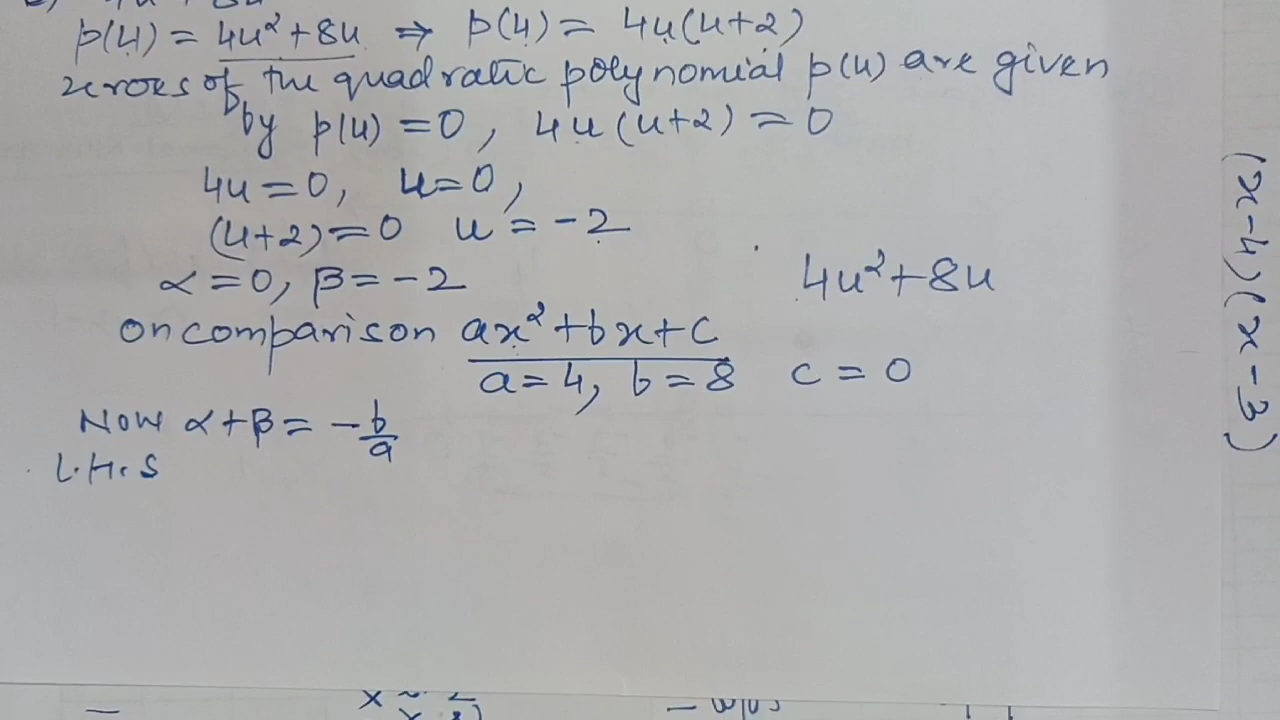 p(u) = 4u²+8u ⇒ p(u) = 4u(u+2)
zeroes of the quadratic polynomial p(u) are given
by p(u) = 0, 4u(u+2) = 0
4u = 0, u = 0,
(u+2) = 0 u = -2
α = 0, β = -2
4u²+8u
on comparison ax²+bx+c
a = 4, b = 8 c = 0
Now α+β = -b/a
L.H.S
(x-4)(x-3)